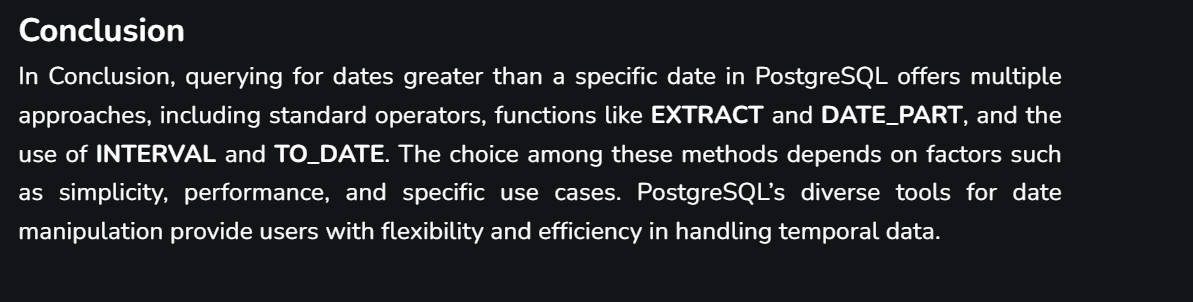 Conclusion
In Conclusion, querying for dates greater than a specific date in PostgreSQL offers multiple
approaches, including standard operators, functions like EXTRACT and DATE_PART, and the
use of INTERVAL and TO_DATE. The choice among these methods depends on factors such
as simplicity, performance, and specific use cases. PostgreSQL’s diverse tools for date
manipulation provide users with flexibility and efficiency in handling temporal data.